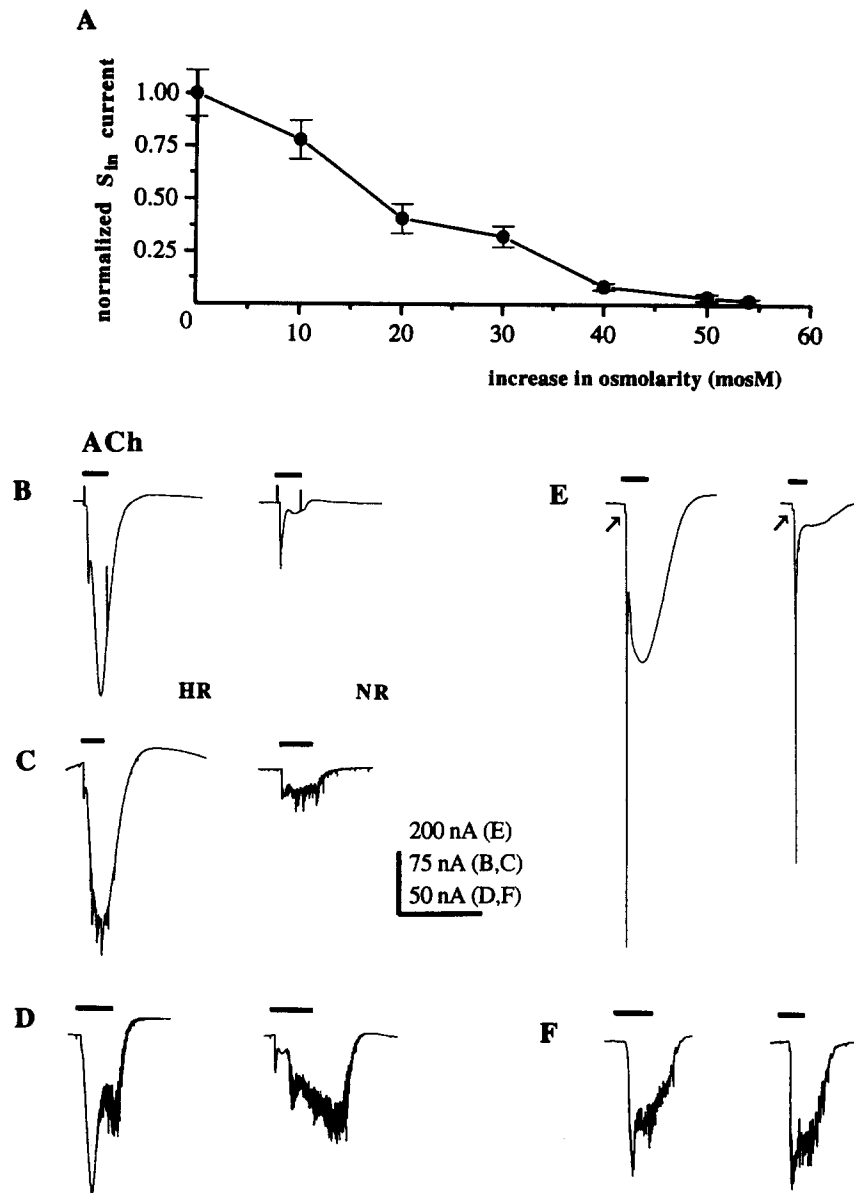 A
normalized Sin current
1.00
0.75
0.50
0.25
0
10
20
30
40
50
60
increase in osmolarity (mosM)
ACh
B
E
HR
NR
C
200 nA (E)
75 nA (B,C)
50 nA (D,F)
D
F